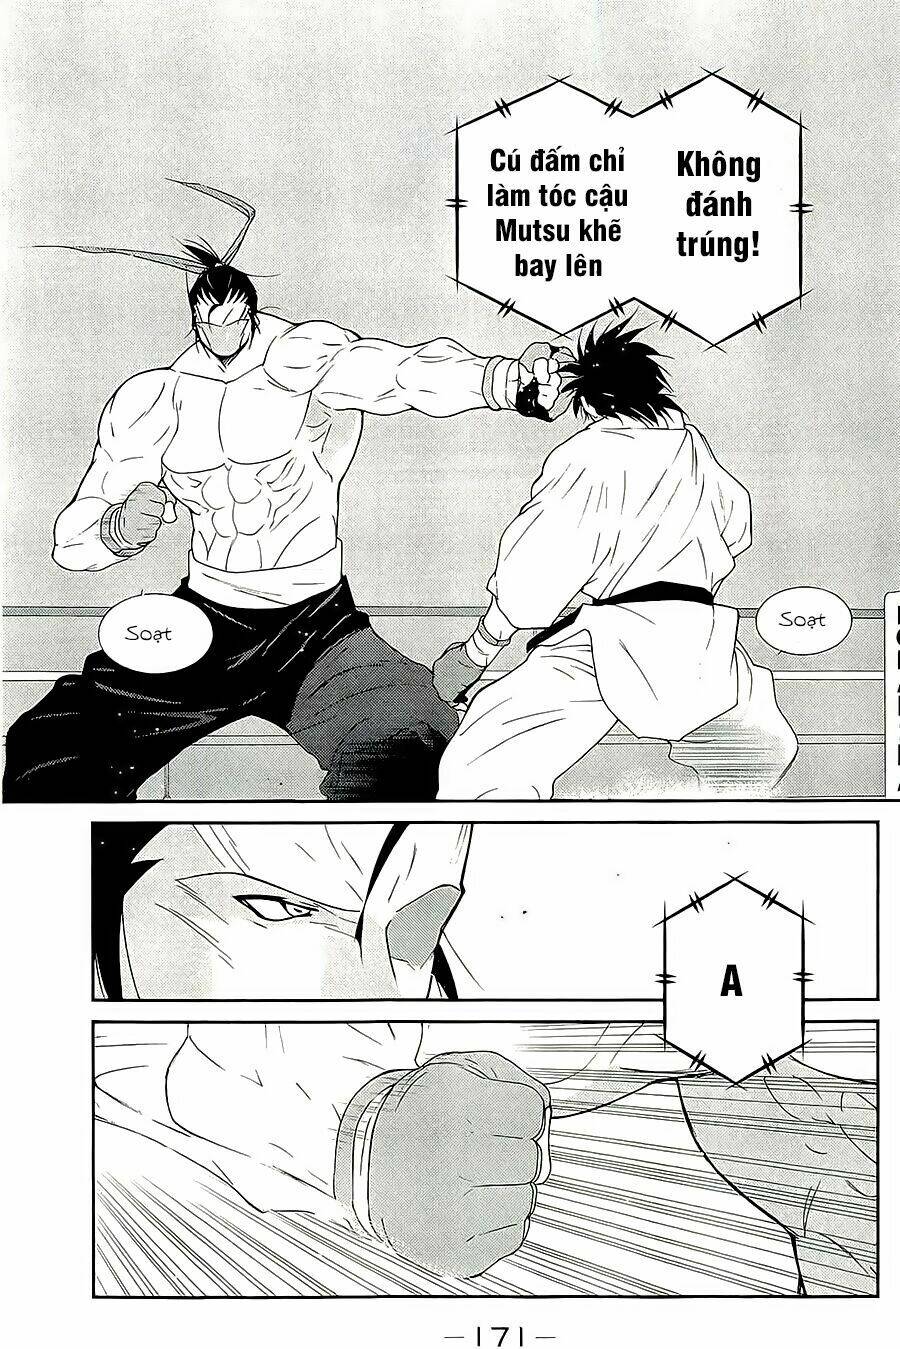 Không
đánh
trúng!
Cú đấm chỉ
làm tóc cậu
Mutsu khẽ
bay lên
Soạt
Soạt
A
–171–